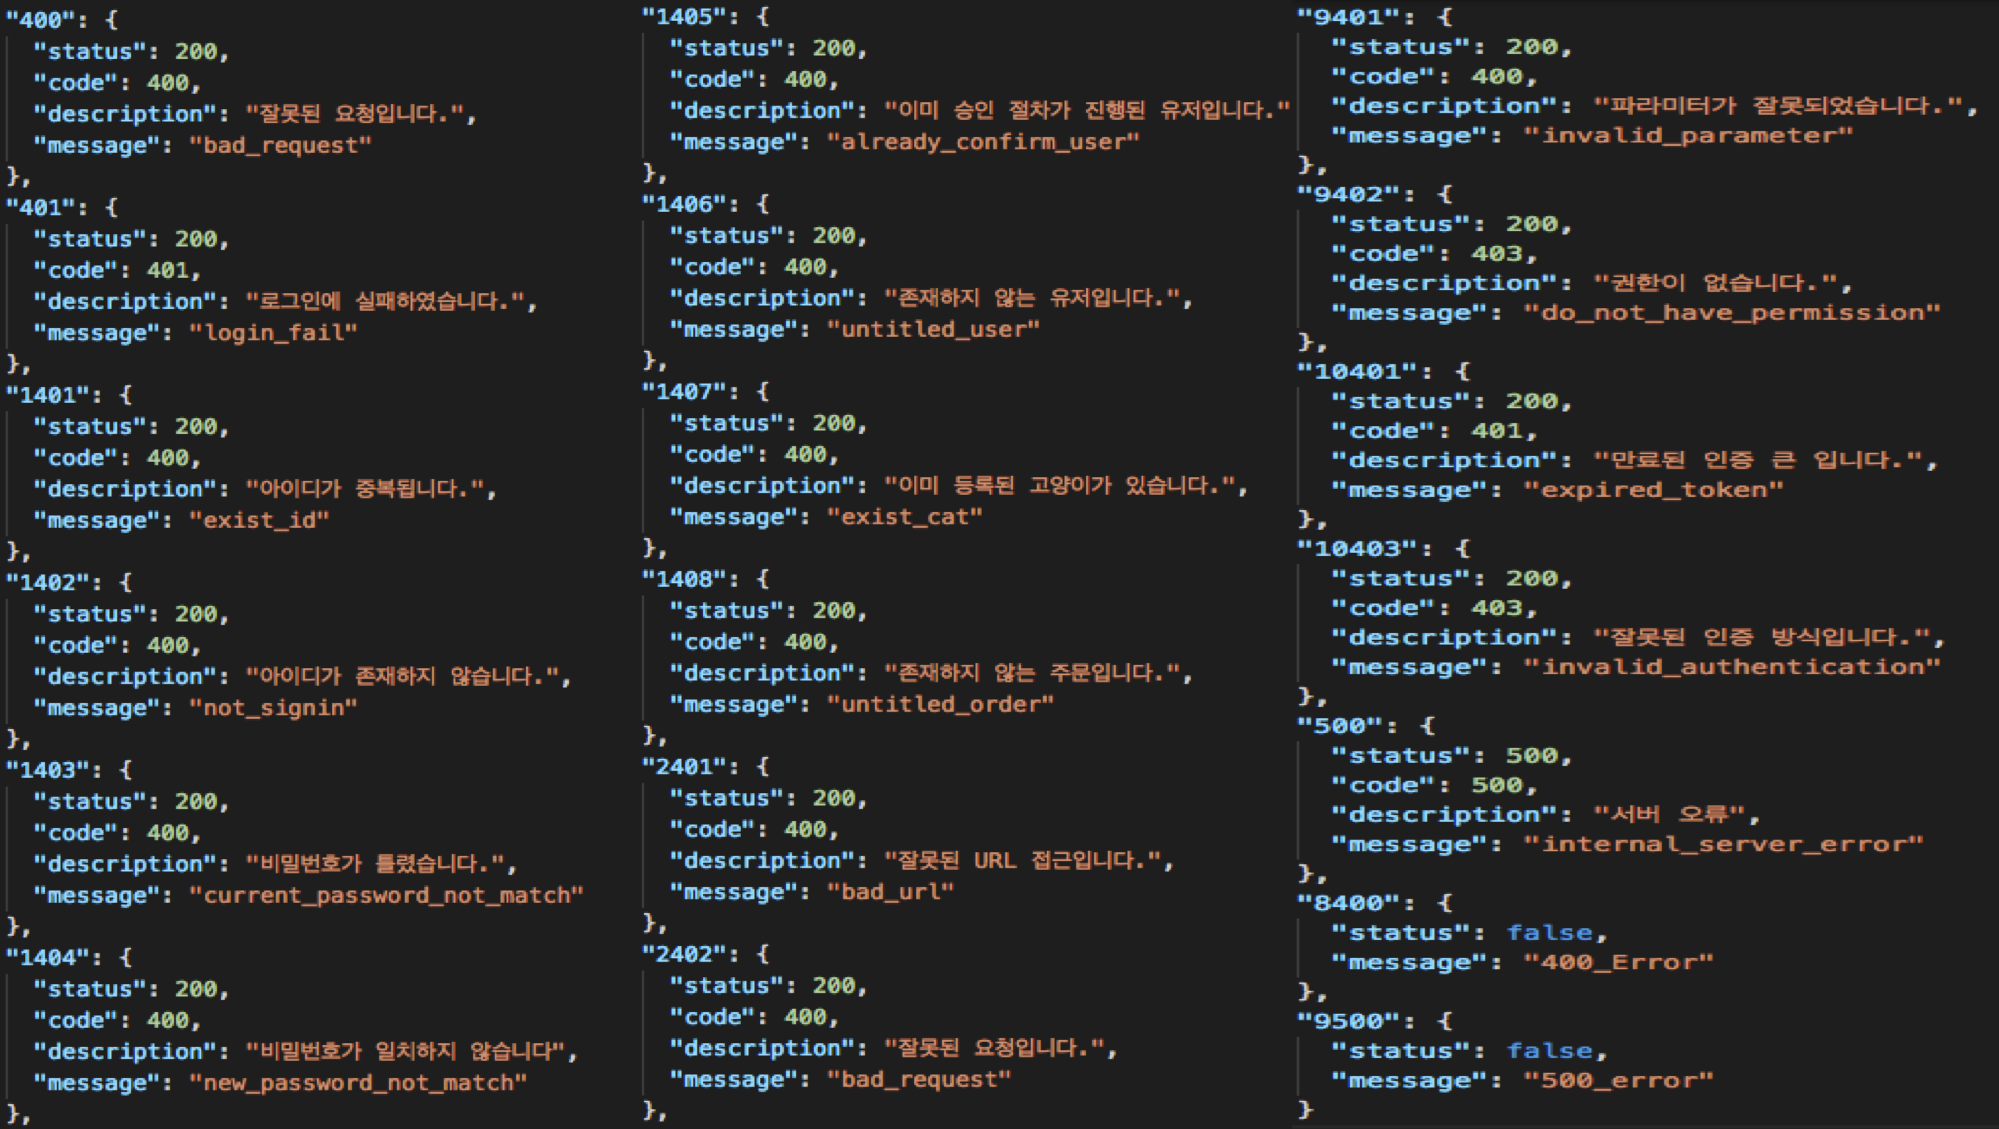 "400": {
"status": 200,
"code": 400,
"description": "잘못된 요청입니다.",
"message": "bad_request"
},
"401": {
"status": 200,
"code": 401,
"description": "로그인에 실패하였습니다.",
"message": "login_fail"
},
"1401": {
"status": 200,
"code": 400,
"description": "아이디가 중복됩니다.",
"message": "exist_id"
},
"1402": {
"status": 200,
"code": 400,
"description": "아이디가 존재하지 않습니다.",
"message": "not_signin"
},
"1403": {
"status": 200,
"code": 400,
"description": "비밀번호가 틀렸습니다.",
"message": "current_password_not_match"
},
"1404": {
"status": 200,
"code": 400,
"description": "비밀번호가 일치하지 않습니다",
"message": "new_password_not_match"
},
"1405": {
"status": 200,
"code": 400,
"description": "이미 승인 절차가 진행된 유저입니다."
"message": "already_confirm_user"
},
"1406": {
"status": 200,
"code": 400,
"description": "존재하지 않는 유저입니다.",
"message": "untitled_user"
},
"1407": {
"status": 200,
"code": 400,
"description": "이미 등록된 고양이가 있습니다.",
"message": "exist_cat"
},
"1408": {
"status": 200,
"code": 400,
"description": "존재하지 않는 주문입니다.",
"message": "untitled_order"
},
"2401": {
"status": 200,
"code": 400,
"description": "잘못된 URL 접근입니다.",
"message": "bad_url"
},
"2402": {
"status": 200,
"code": 400,
"description": "잘못된 요청입니다.",
"message": "bad_request"
},
"9401": {
"status": 200,
"code": 400,
"description": "파라미터가 잘못되었습니다.",
"message": "invalid_parameter"
},
"9402": {
"status": 200,
"code": 403,
"description": "권한이 없습니다.",
"message": "do_not_have_permission"
},
"10401": {
"status": 200,
"code": 401,
"description": "만료된 인증 큰 입니다.",
"message": "expired_token"
},
"10403": {
"status": 200,
"code": 403,
"description": "잘못된 인증 방식입니다.",
"message": "invalid_authentication"
},
"500": {
"status": 500,
"code": 500,
"description": "서버 오류",
"message": "internal_server_error"
},
"8400": {
"status": false,
"message": "400_Error"
},
"9500": {
"status": false,
"message": "500_error"
}